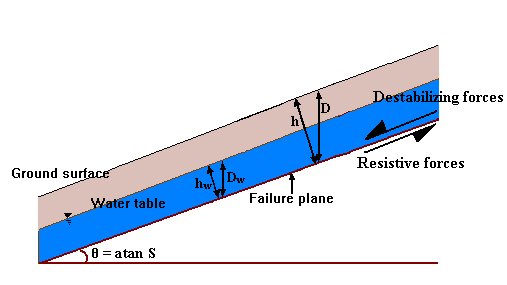 Destabilizing forces
D
h
Resistive forces
Ground surface
hw
Dw
Failure plane
Water table
θ = atan S